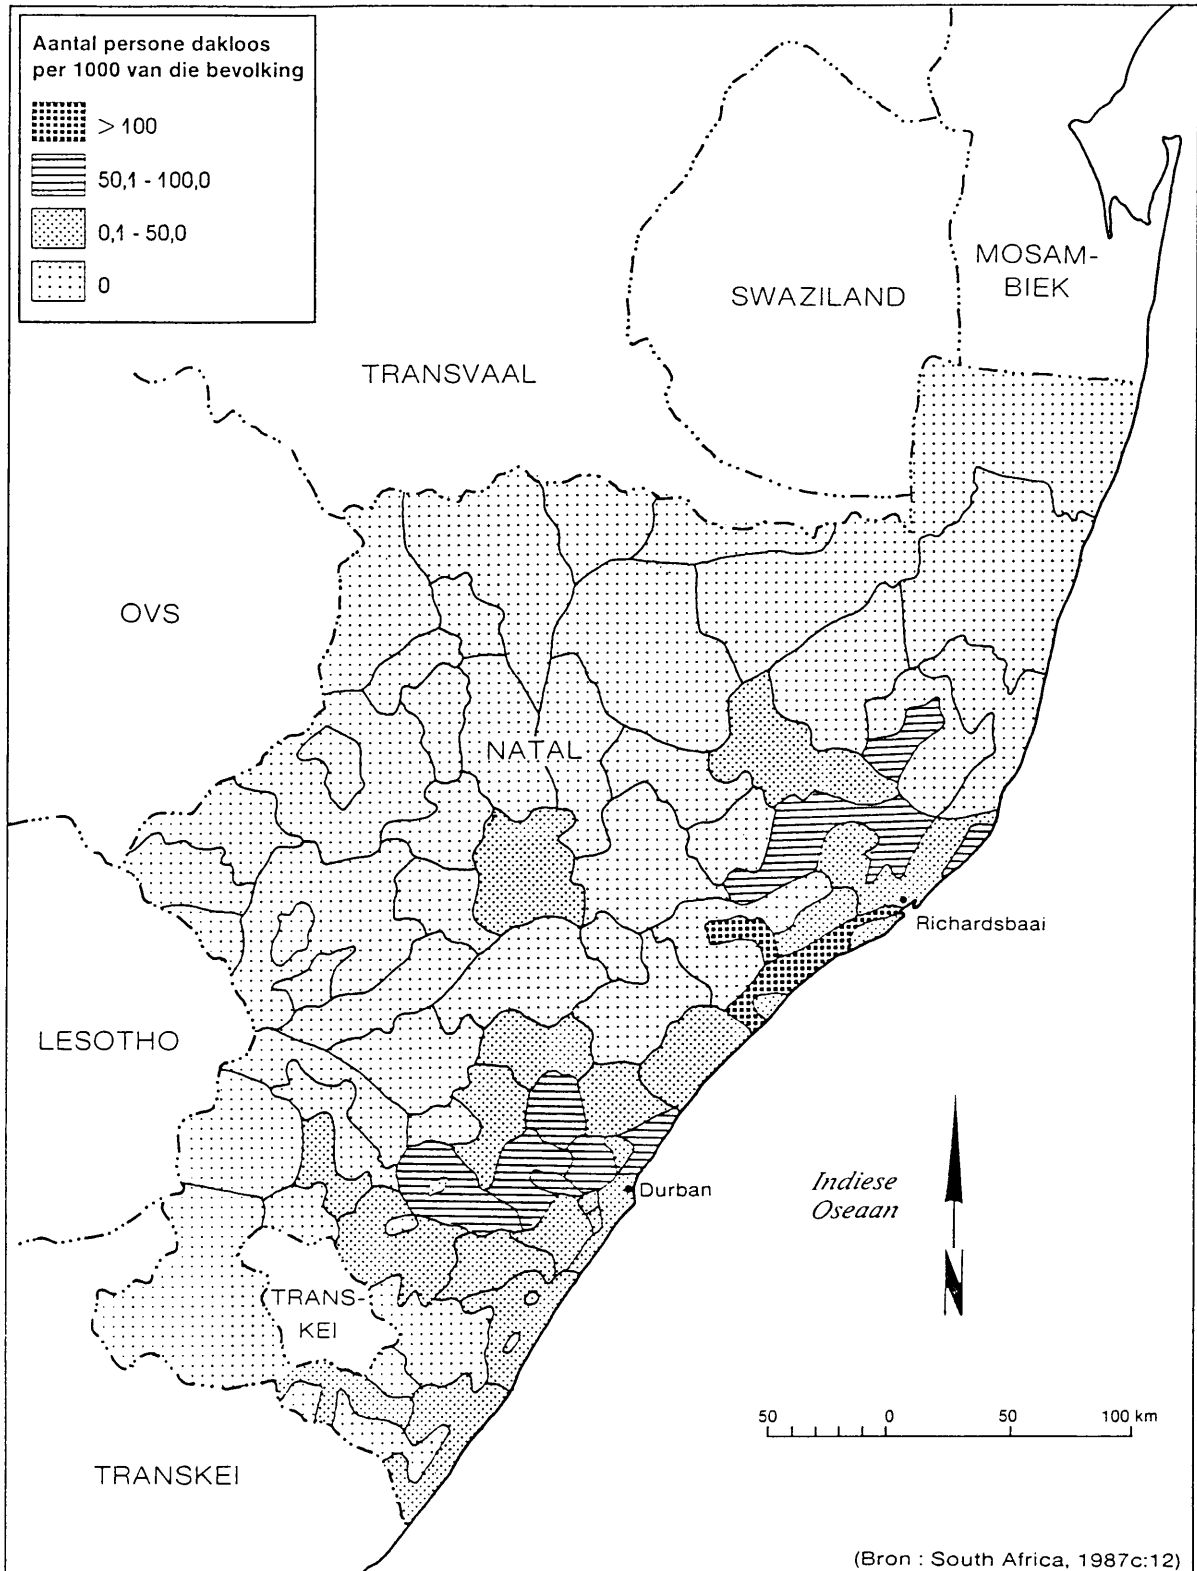 Aantal persone dakloos
per 1000 van die bevolking
> 100
50,1 - 100,0
0,1 - 50,0
0
MOSAM-
BIEK
SWAZILAND
TRANSVAAL
OVS
NATAL
Richardsbaai
LESOTHO
Durban
Indiese
Oseaan
N
TRANS-
KEI
50 0 50 100 km
TRANSKEI
(Bron : South Africa, 1987c:12)